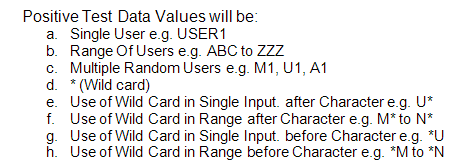 Positive Test Data Values will be:
a. Single User e.g. USER1
b. Range Of Users e.g. ABC to ZZZ
c. Multiple Random Users e.g. M1, U1, A1
d. * (Wild card)
e. Use of Wild Card in Single Input. after Character e.g. U*
f. Use of Wild Card in Range after Character e.g. M* to N*
g. Use of Wild Card in Single Input. before Character e.g. *U
h. Use of Wild Card in Range before Character e.g. *M to *N